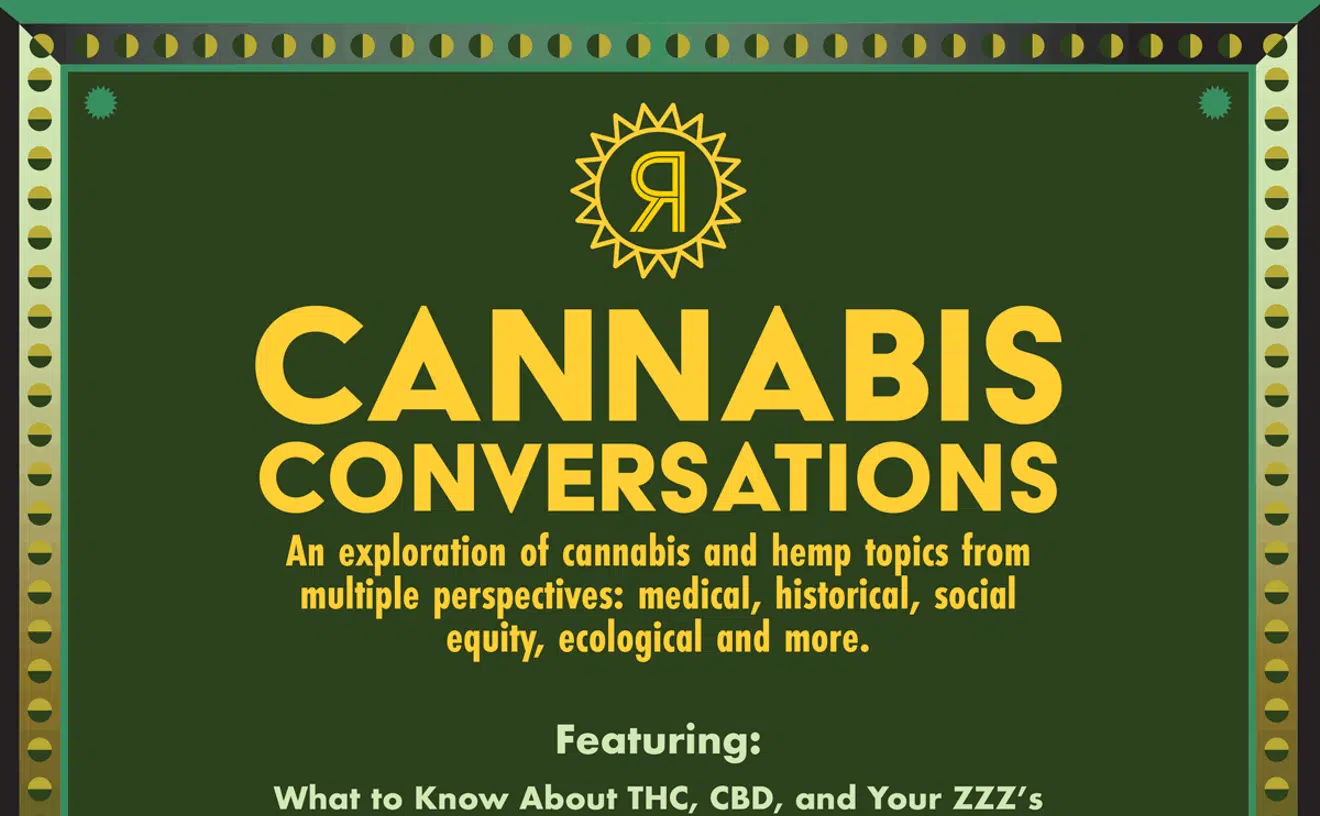 Я
CANNABIS
CONVERSATIONS
An exploration of cannabis and hemp topics from
multiple perspectives: medical, historical, social
equity, ecological and more.
Featuring:
What to Know About THC, CBD, and Your ZZZ’s